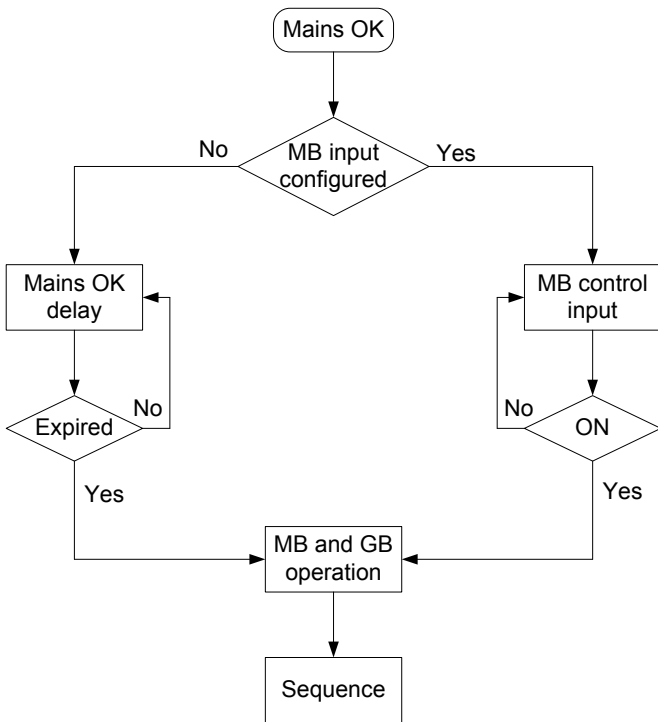 Mains OK
No
MB input
configured
Yes
Mains OK
delay
MB control
input
No
Expired
No
ON
Yes
Yes
MB and GB
operation
Sequence